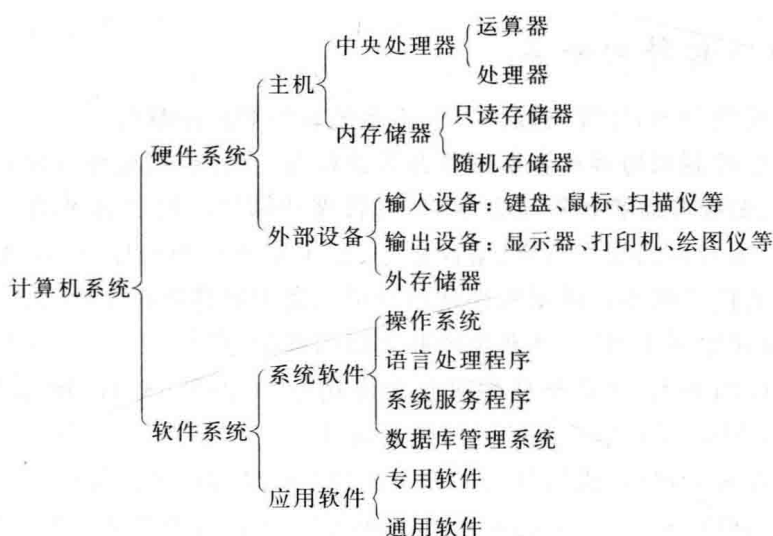 运算器
中央处理器
处理器
主机
只读存储器
内存储器
随机存储器
硬件系统
输入设备：键盘、鼠标、扫描仪等
外部设备
输出设备：显示器、打印机、绘图仪等
外存储器
计算机系统
操作系统
语言处理程序
系统软件
系统服务程序
数据库管理系统
软件系统
专用软件
应用软件
通用软件